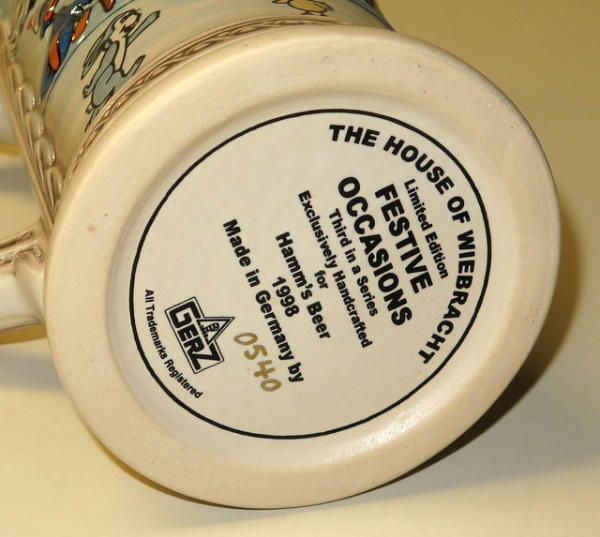 THE HOUSE OF WIEBRACHT
Limited Edition
FESTIVE
OCCASIONS
Third in a Series
Exclusively Handcrafted
for
Hamm's Beer
1998
Made in Germany by
0540
GERZ
All Trademarks Registered